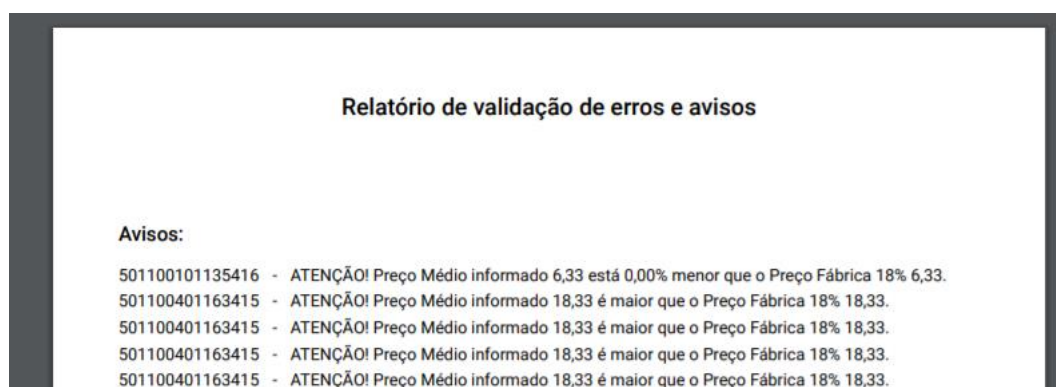 Relatório de validação de erros e avisos
Avisos:
501100101135416 - ATENÇÃO! Preço Médio informado 6,33 está 0,00% menor que o Preço Fábrica 18% 6,33.
501100401163415 - ATENÇÃO! Preço Médio informado 18,33 é maior que o Preço Fábrica 18% 18,33.
501100401163415 - ATENÇÃO! Preço Médio informado 18,33 é maior que o Preço Fábrica 18% 18,33.
501100401163415 - ATENÇÃO! Preço Médio informado 18,33 é maior que o Preço Fábrica 18% 18,33.
501100401163415 - ATENÇÃO! Preço Médio informado 18,33 é maior que o Preço Fábrica 18% 18,33.